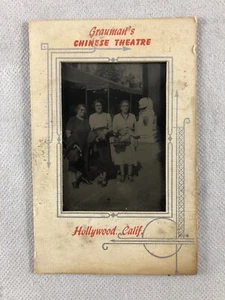 Grauman's
CHINESE THEATRE
Hollywood, Calif.